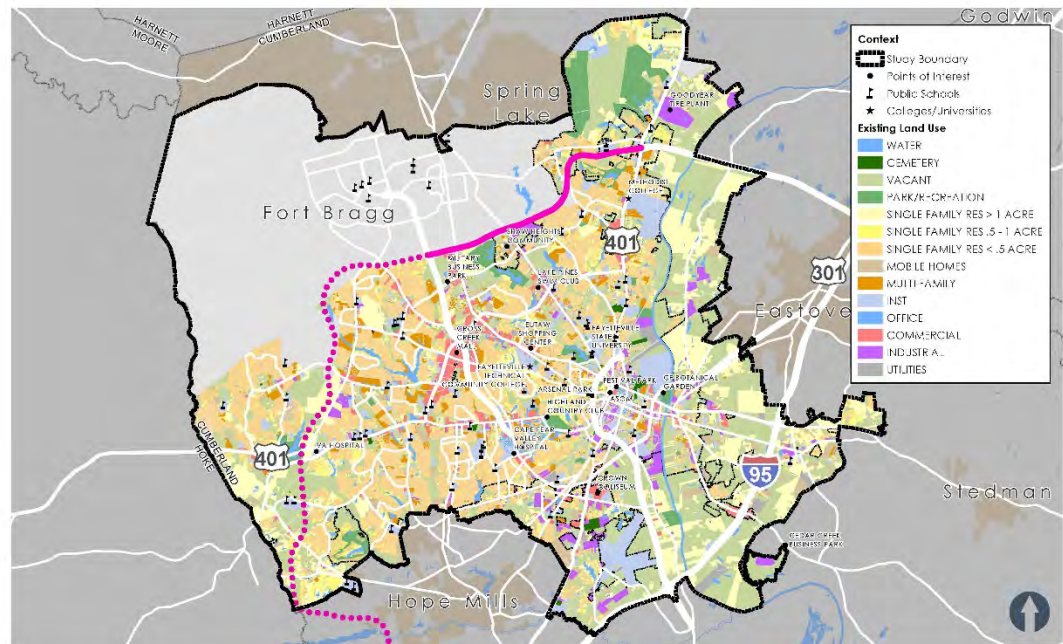 HARNETT
MOORE
HARNETT
CUMBERLAND
Godwin
Spring
Lake
GOODYEAR
TIRE PLANT
METHODIST
COLLEGE
Fort Bragg
SHAW HEIGHTS
COMMUNITY
401
MILITARY
BUSINESS
PARK
LAKE PINES
SWIM CLUB
301
Eastove
CROSS
CREEK
MALL
EUTAW
SHOPPING
CENTER
FAYETTEVILLE
STATE
UNIVERSITY
FAYETTEVILLE
TECHNICAL
COMMUNITY COLLEGE
ARSENAL PARK
FESTIVAL PARK
ASOM
CF BOTANICAL
GARDEN
HIGHLAND
COUNTRY CLUB
CAPE FEAR
VALLEY
HOSPITAL
CUMBERLAND
HOKE
401
VA HOSPITAL
CROWN
COLISEUM
95
Stedman
CEDAR CREEK
BUSINESS PARK
Hope Mills
Context
Study Boundary
Points of Interest
Public Schools
Colleges/Universities
Existing Land Use
WATER
CEMETERY
VACANT
PARK/RECREATION
SINGLE FAMILY RES > 1 ACRE
SINGLE FAMILY RES .5 - 1 ACRE
SINGLE FAMILY RES < .5 ACRE
MOBILE HOMES
MULTI-FAMILY
INST
OFFICE
COMMERCIAL
INDUSTRIAL
UTILITIES